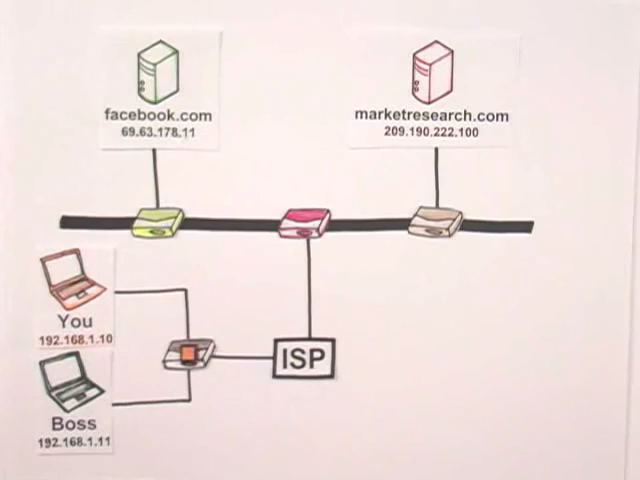 facebook.com
69.63.178.11
marketresearch.com
209.190.222.100
You
192.168.1.10
ISP
Boss
192.168.1.11